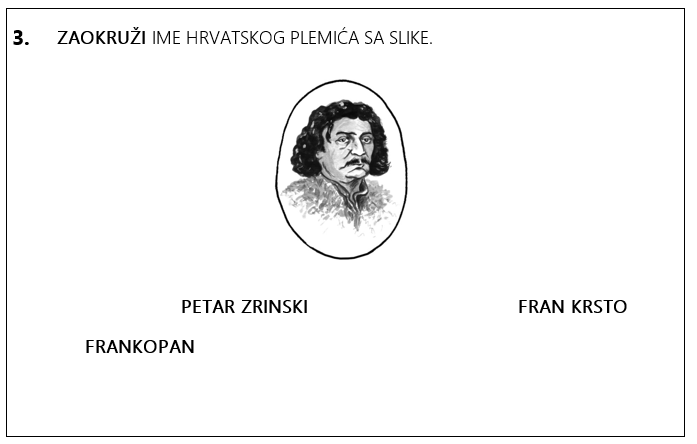 3. ZAOKRUŽI IME HRVATSKOG PLEMIĆA SA SLIKE.
PETAR ZRINSKI FRAN KRSTO
FRANKOPAN